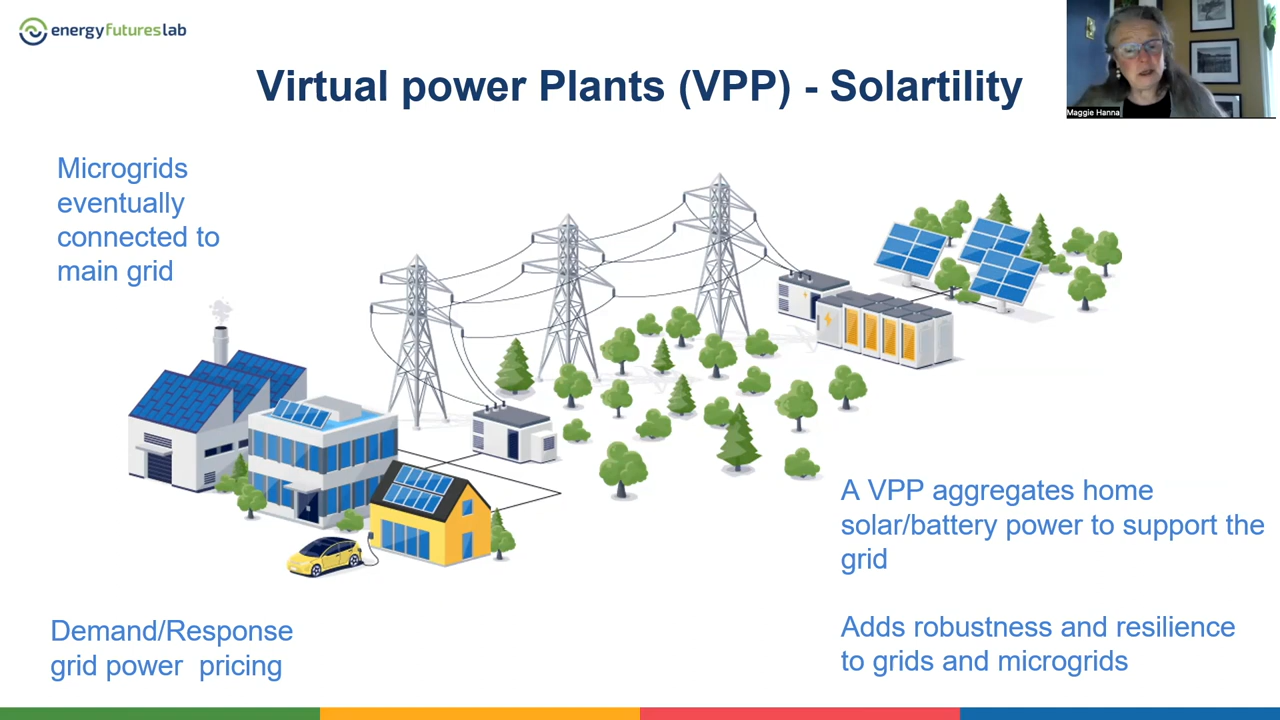 energyfutureslab
Virtual power Plants (VPP) - Solartility
Maggie Hanna
Microgrids
eventually
connected to
main grid
A VPP aggregates home
solar/battery power to support the
grid
Demand/Response
grid power pricing
Adds robustness and resilience
to grids and microgrids